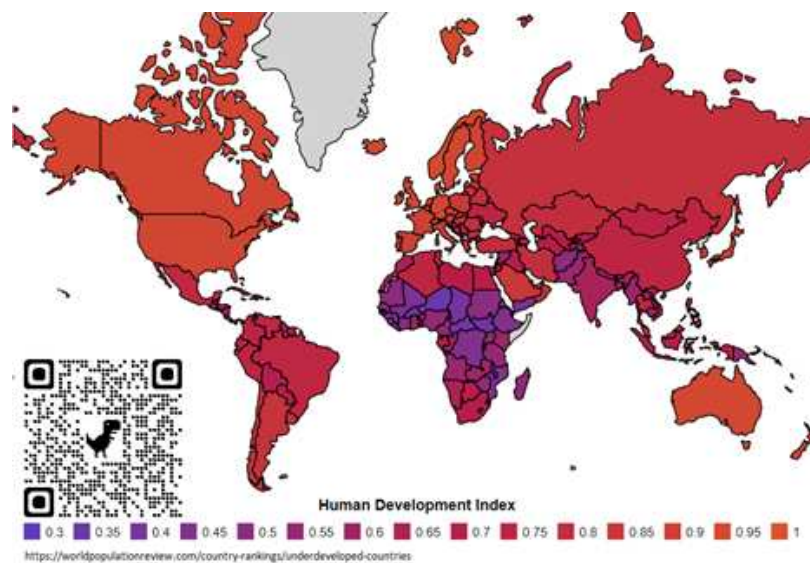 Human Development Index
0.3 0.35 0.4 0.45 0.5 0.55 0.6 0.65 0.7 0.75 0.8 0.85 0.9 0.95 1
https://worldpopulationreview.com/country-rankings/underdeveloped-countries